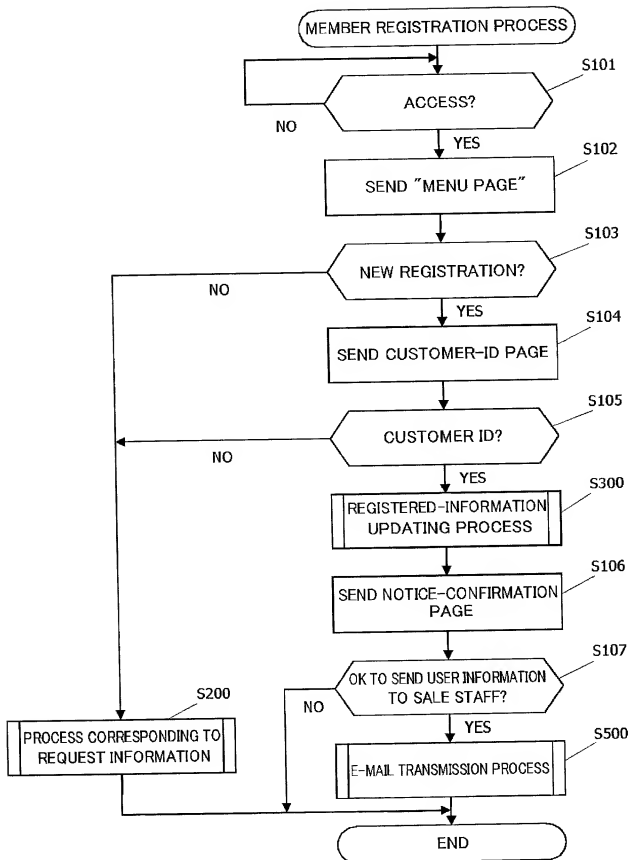 MEMBER REGISTRATION PROCESS
S101
ACCESS?
NO
YES
S102
SEND "MENU PAGE"
S103
NEW REGISTRATION?
NO
YES
S104
SEND CUSTOMER-ID PAGE
S105
CUSTOMER ID?
NO
YES
S300
REGISTERED-INFORMATION
UPDATING PROCESS
S106
SEND NOTICE-CONFIRMATION
PAGE
S107
OK TO SEND USER INFORMATION
TO SALE STAFF?
NO
YES
S200
PROCESS CORRESPONDING TO
REQUEST INFORMATION
S500
E-MAIL TRANSMISSION PROCESS
END